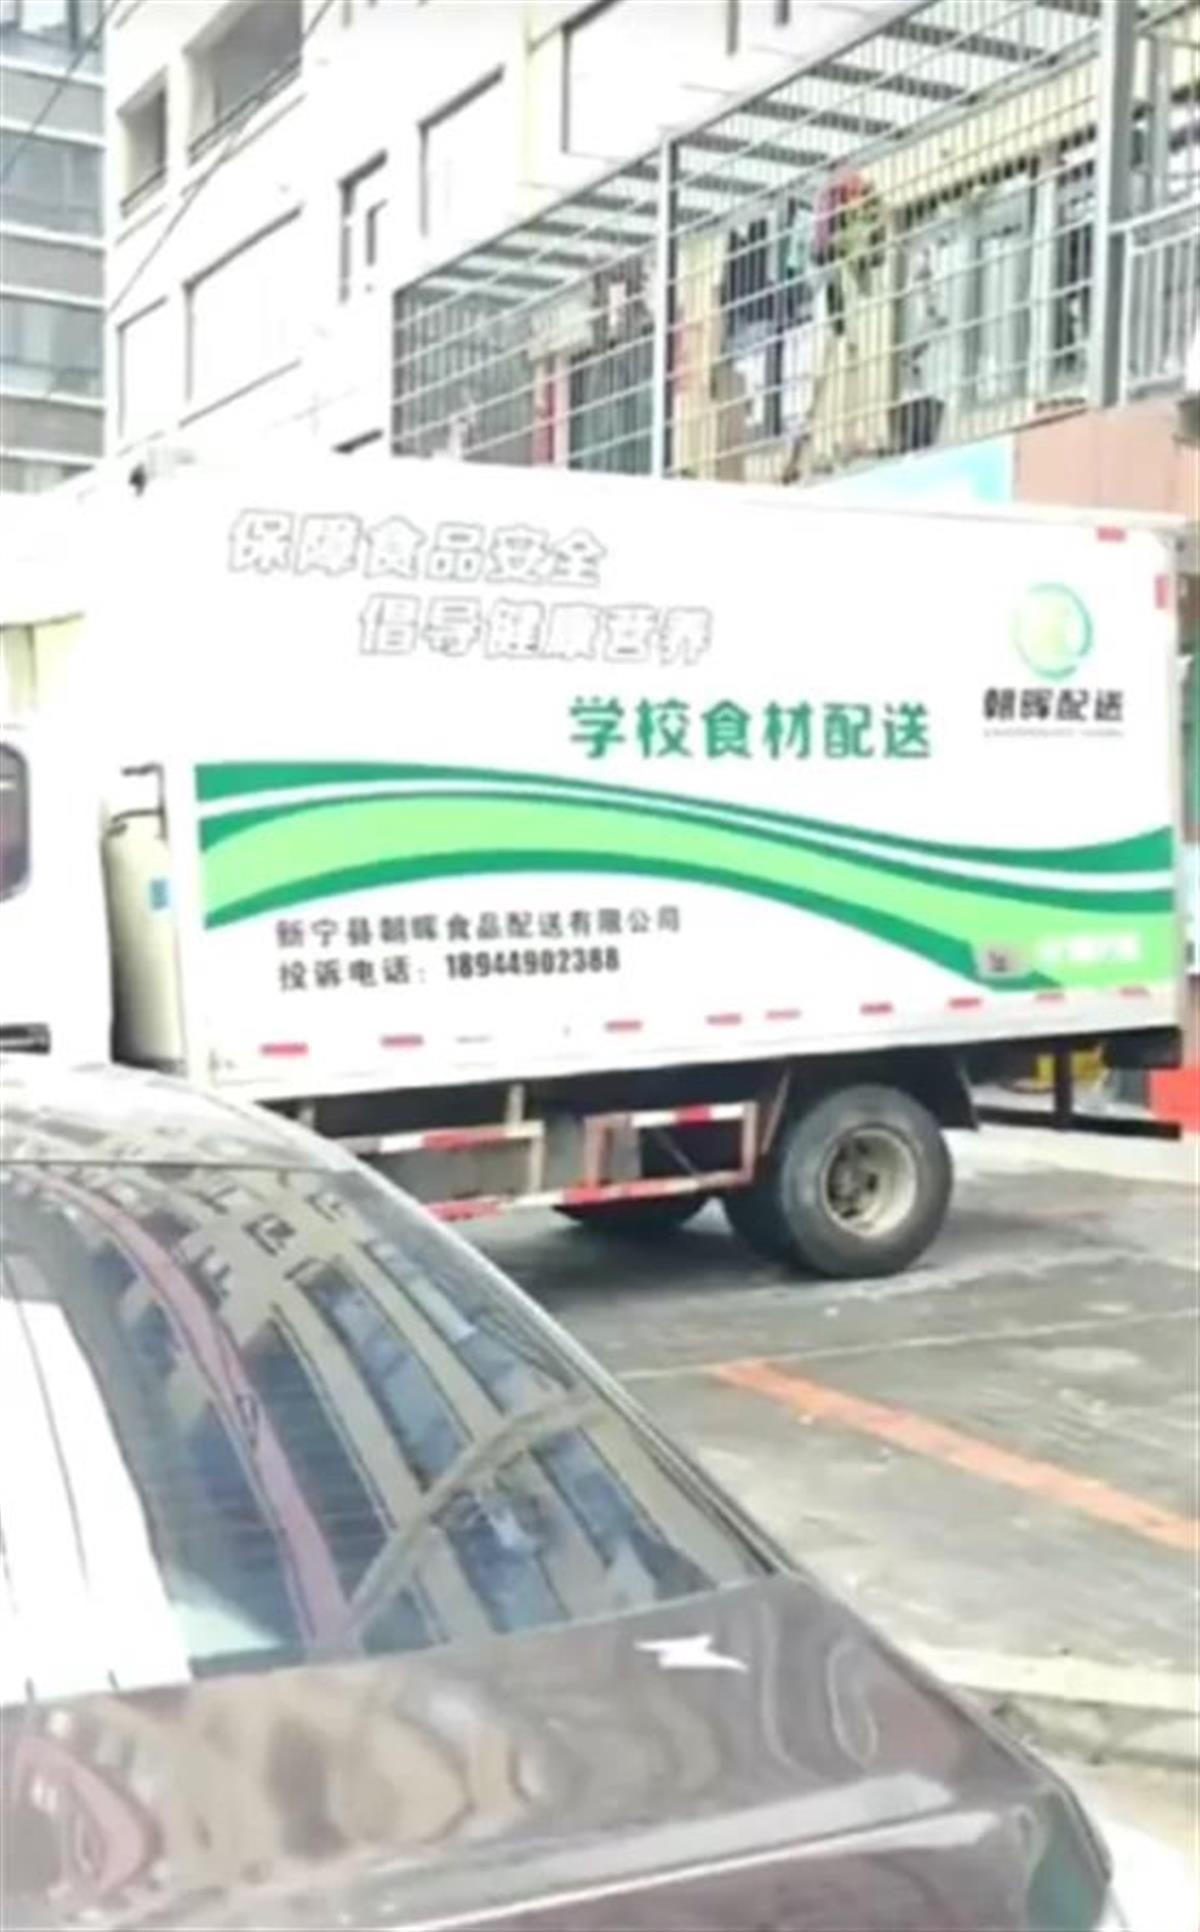 保障食品安全
倡导健康营养
学校食材配送
朝晖配送
新宁县朝晖食品配送有限公司
投诉电话：18944902388